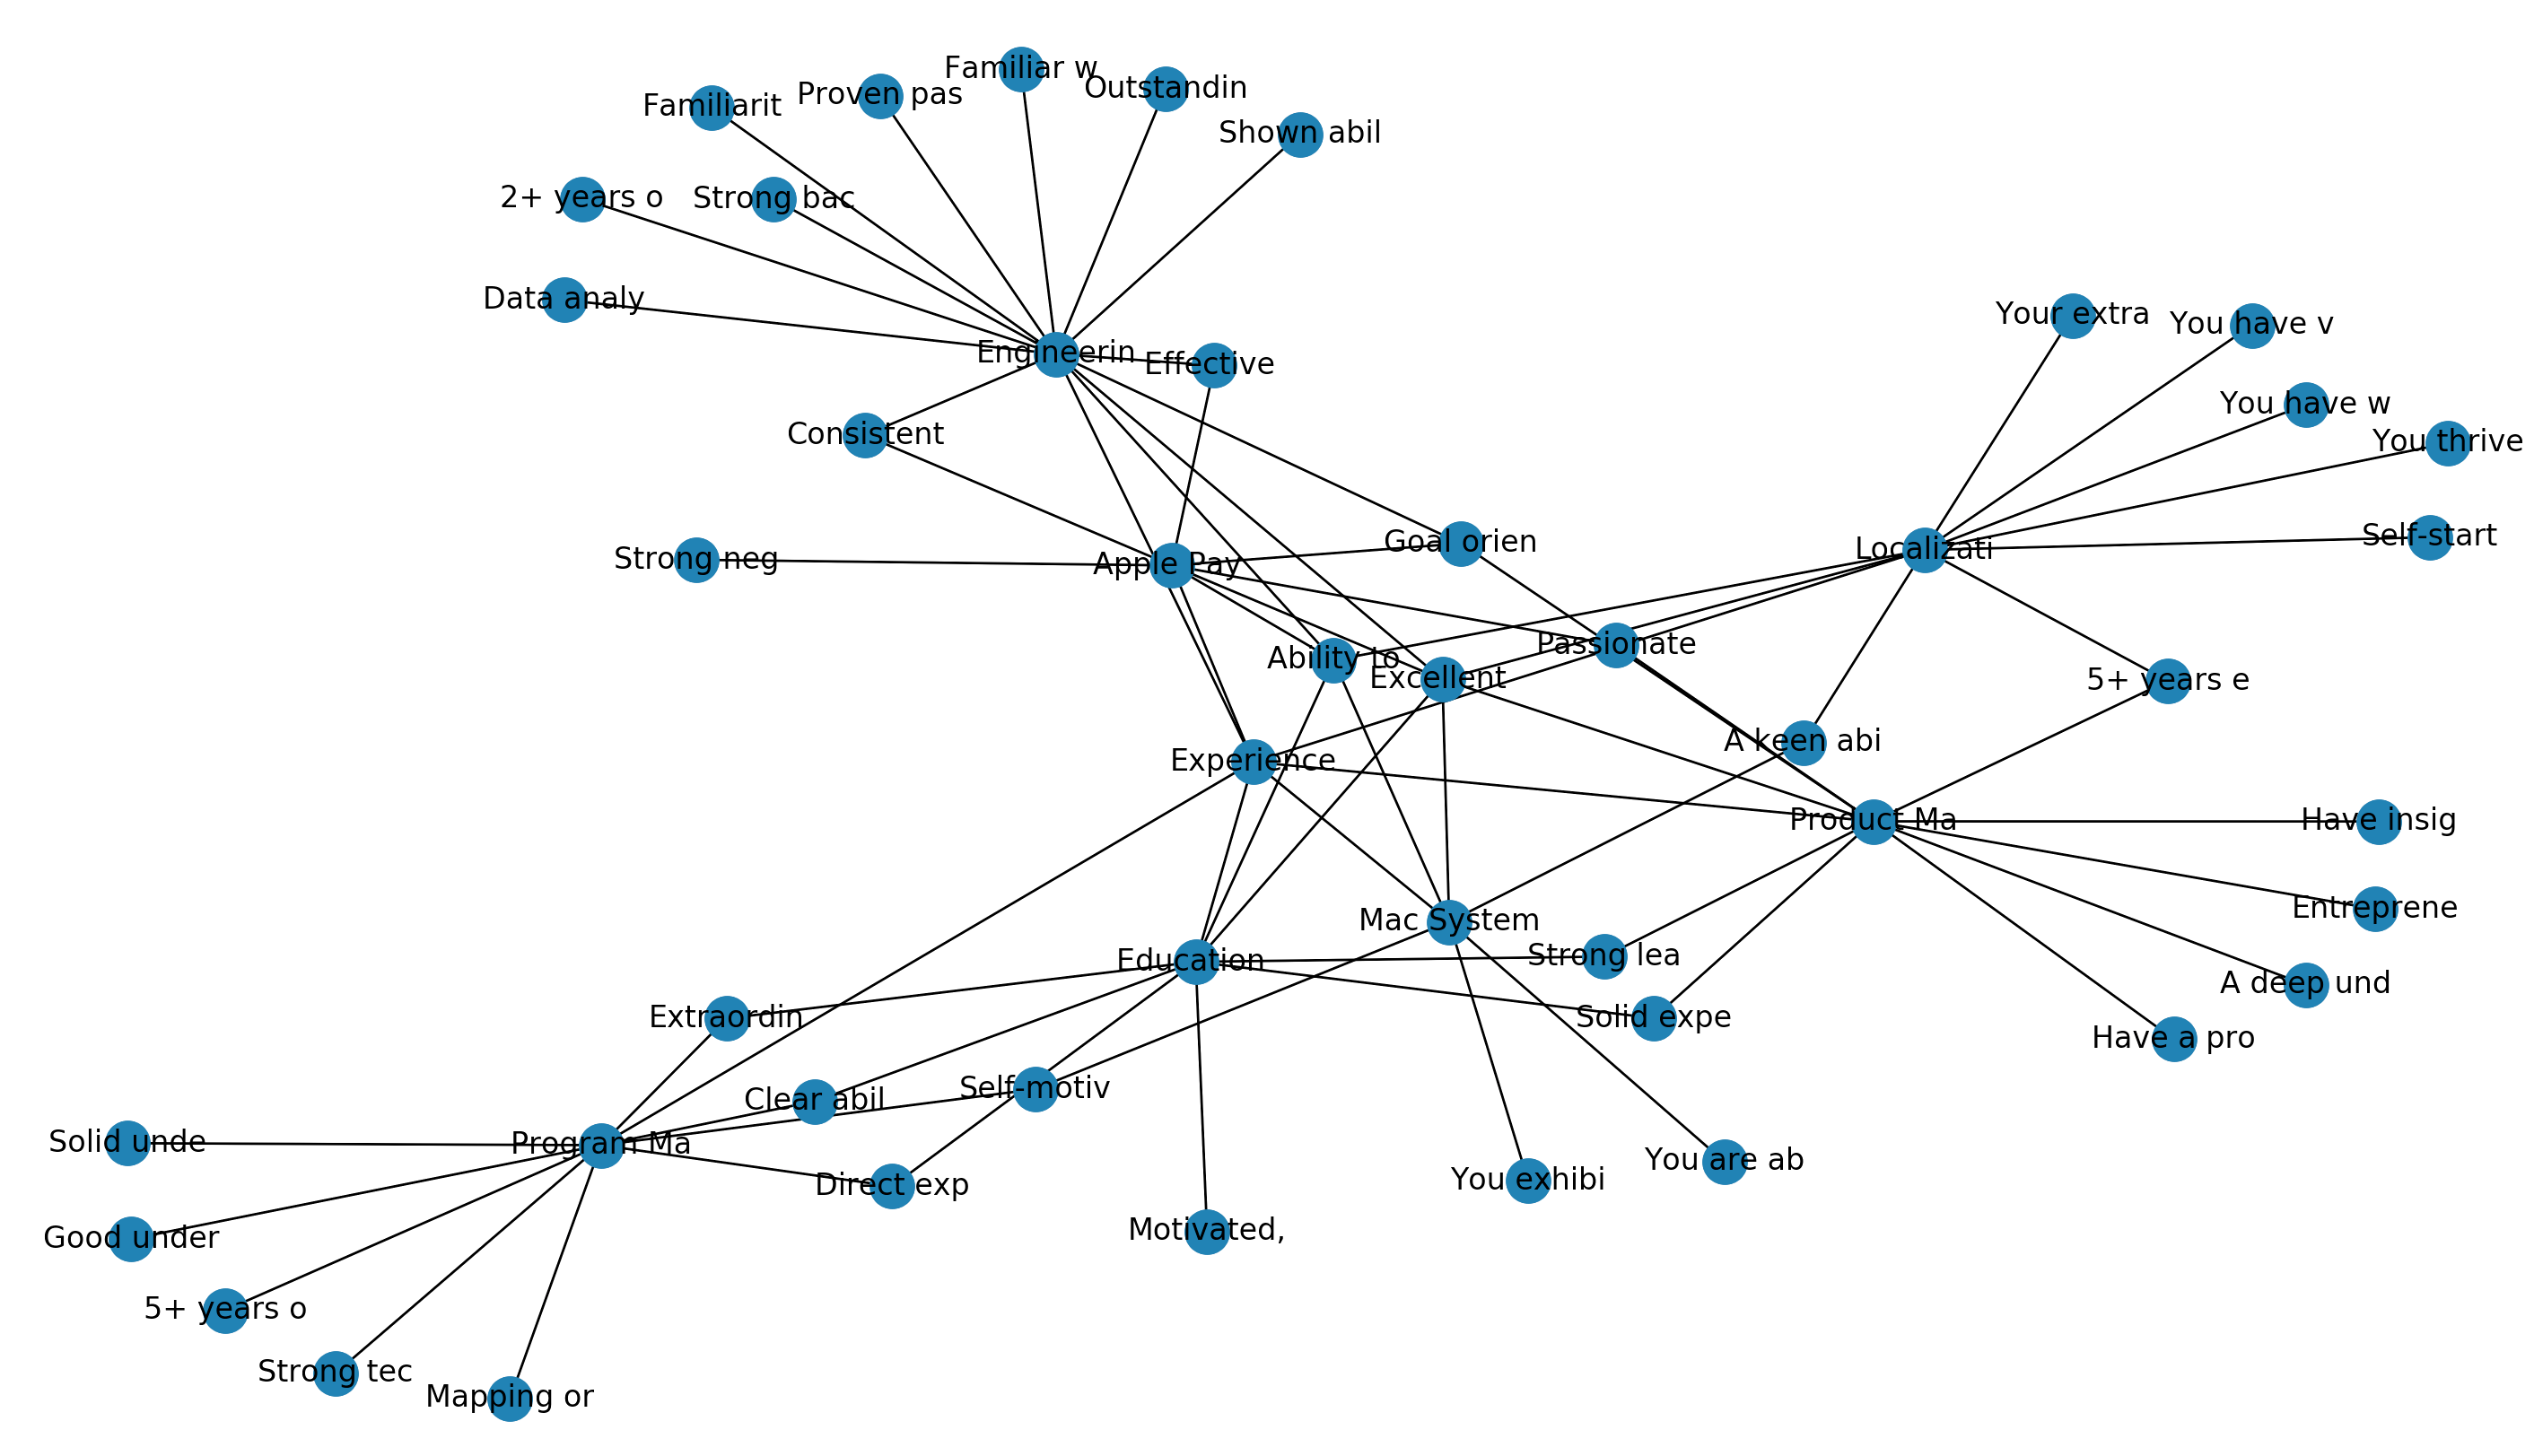 Familiar w
Outstandin
Proven pas
Familiarit
Shown abil
2+ years o
Strong bac
Data analy
Your extra
You have v
Engineerin
Effective
You have w
Consistent
You thrive
Self-start
Goal orien
Localizati
Strong neg
Apple Pay
Passionate
Ability to
Excellent
5+ years e
A keen abi
Experience
Product Ma
Have insig
Entreprene
Mac System
Strong lea
Education
A deep und
Extraordin
Solid expe
Have a pro
Self-motiv
Clear abil
Solid unde
Program Ma
You are ab
You exhibi
Direct exp
Motivated,
Good under
5+ years o
Strong tec
Mapping or